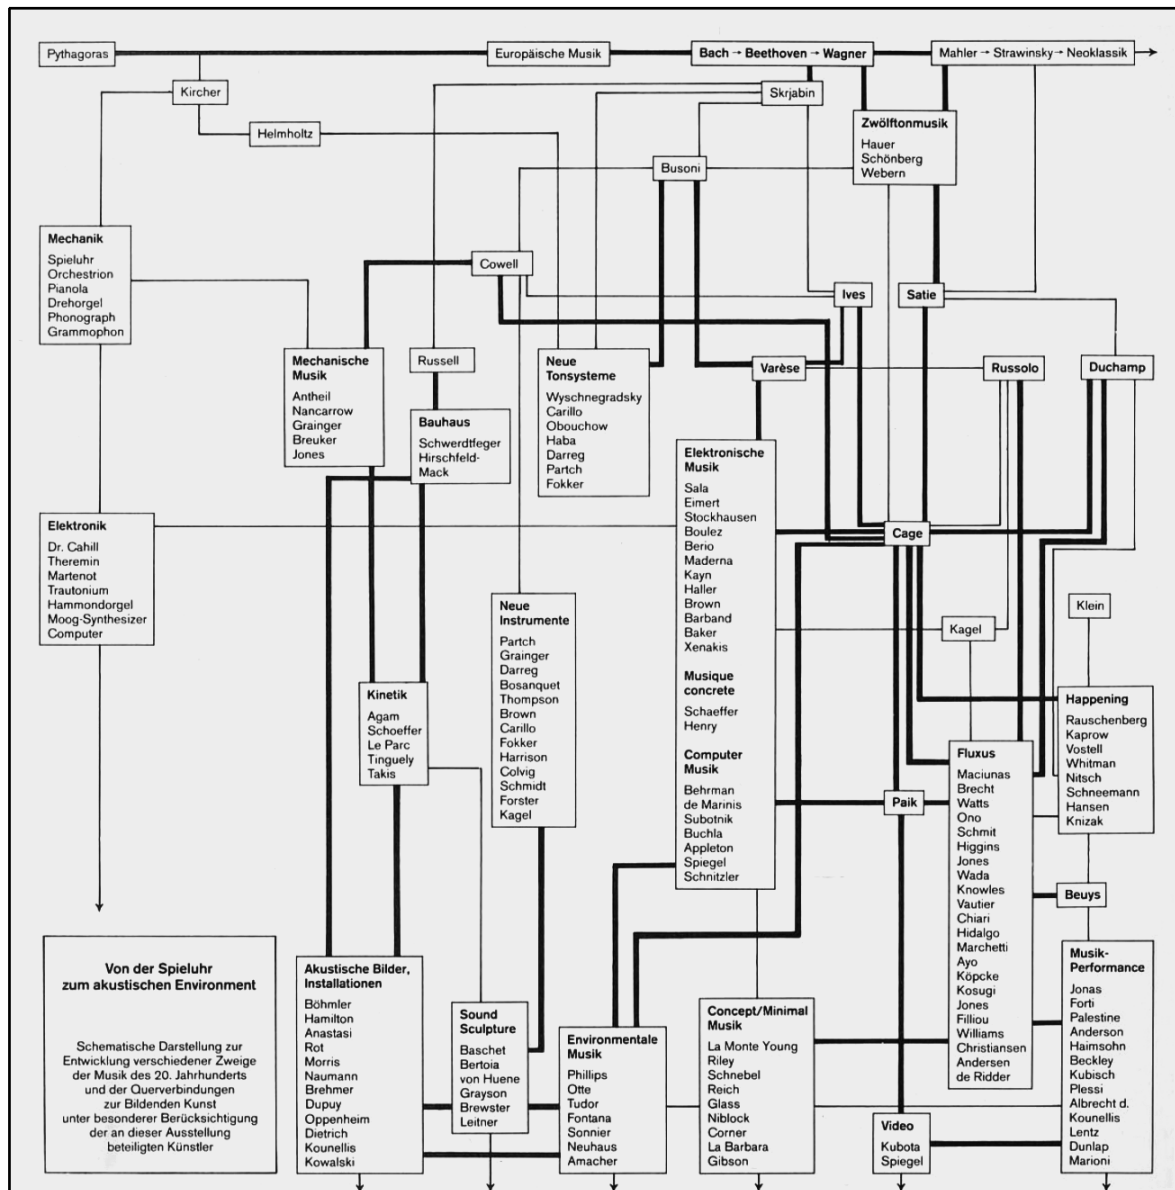 Pythagoras
Europäische Musik
Bach → Beethoven → Wagner
Mahler → Strawinsky → Neoklassik
Kircher
Skrjabin
Helmholtz
Zwölftonmusik
Hauer
Schönberg
Webern
Busoni
Mechanik
Spieluhr
Orchestrion
Pianola
Drehorgel
Phonograph
Grammophon
Cowell
Ives
Satie
Mechanische
Musik
Antheil
Nancarrow
Grainger
Breuker
Jones
Russell
Neue
Tonsysteme
Wyschnegradsky
Carillo
Obouchow
Haba
Darreg
Partch
Fokker
Varèse
Russolo
Duchamp
Bauhaus
Schwerdtfeger
Hirschfeld-
Mack
Elektronische
Musik
Sala
Eimert
Stockhausen
Boulez
Berio
Maderna
Kayn
Haller
Brown
Barband
Baker
Xenakis
Musique
concrete
Schaeffer
Henry
Computer
Musik
Behrman
de Marinis
Subotnik
Buchla
Appleton
Spiegel
Schnitzler
Elektronik
Dr. Cahill
Theremin
Martenot
Trautonium
Hammondorgel
Moog-Synthesizer
Computer
Cage
Neue
Instrumente
Partch
Grainger
Darreg
Bosanquet
Thompson
Brown
Carillo
Fokker
Harrison
Colvig
Schmidt
Forster
Kagel
Klein
Kagel
Kinetik
Agam
Schoeffer
Le Parc
Tinguely
Takis
Happening
Rauschenberg
Kaprow
Vostell
Whitman
Nitsch
Schneemann
Hansen
Knizak
Fluxus
Maciunas
Brecht
Watts
Ono
Schmit
Higgins
Jones
Wada
Knowles
Vautier
Chiari
Hidalgo
Marchetti
Ayo
Köpcke
Kosugi
Jones
Filliou
Williams
Christiansen
Andersen
de Ridder
Paik
Beuys
Von der Spieluhr
zum akustischen Environment
Schematische Darstellung zur
Entwicklung verschiedener Zweige
der Musik des 20. Jahrhunderts
und der Querverbindungen
zur Bildenden Kunst
unter besonderer Berücksichtigung
der an dieser Ausstellung
beteiligten Künstler
Akustische Bilder,
Installationen
Böhmler
Hamilton
Anastasi
Rot
Morris
Naumann
Brehmer
Dupuy
Oppenheim
Dietrich
Kounellis
Kowalski
Sound
Sculpture
Baschet
Bertoia
von Huene
Grayson
Brewster
Leitner
Environmentale
Musik
Phillips
Otte
Tudor
Fontana
Sonnier
Neuhaus
Amacher
Concept/Minimal
Musik
La Monte Young
Riley
Schnebel
Reich
Glass
Niblock
Corner
La Barbara
Gibson
Video
Kubota
Spiegel
Musik-
Performance
Jonas
Forti
Palestine
Anderson
Haimsohn
Beckley
Kubisch
Plessi
Albrecht d.
Kounellis
Lentz
Dunlap
Marioni